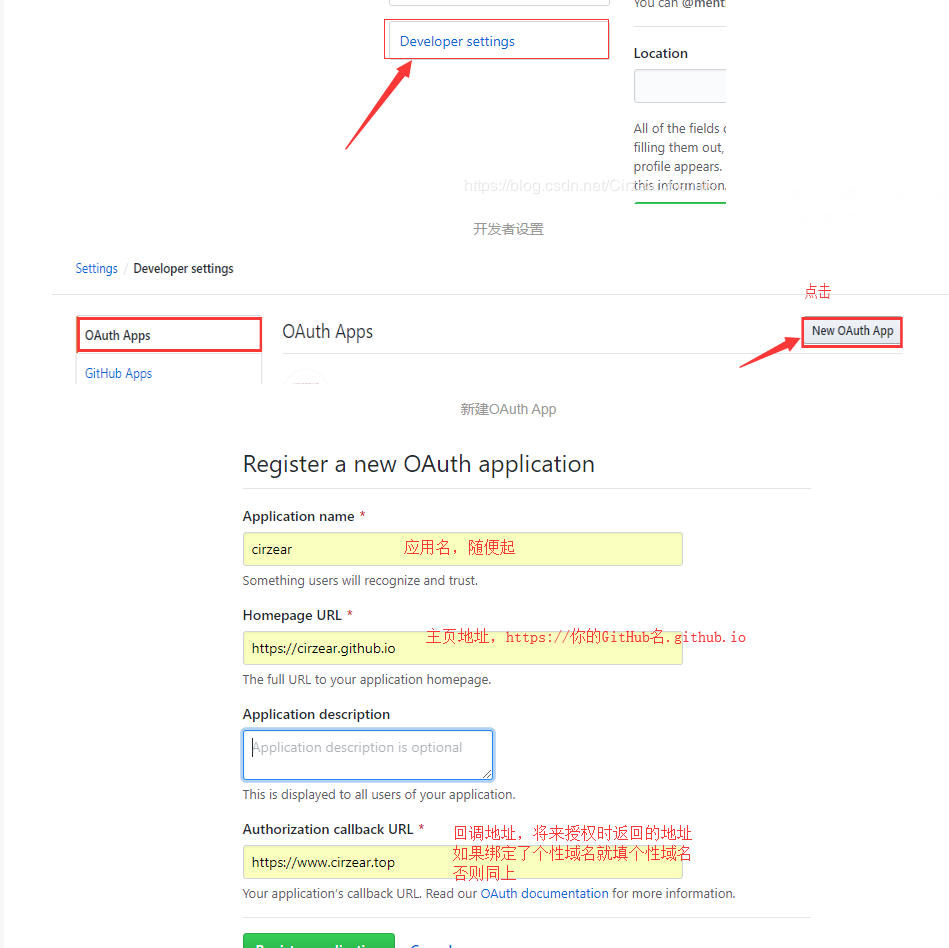 You can @ment
Developer settings
Location
All of the fields
filling them out,
profile appears.
this information.
https://blog.csdn.net/
开发者设置
Settings / Developer settings
点击
OAuth Apps
OAuth Apps
New OAuth App
GitHub Apps
新建OAuth App
Register a new OAuth application
Application name *
cirzear
应用名，随便起
Something users will recognize and trust.
Homepage URL *
主页地址，https://你的GitHub名.github.io
https://cirzear.github.io
The full URL to your application homepage.
Application description
Application description is optional
This is displayed to all users of your application.
Authorization callback URL *
回调地址，将来授权时返回的地址
如果绑定了个性域名就填个性域名
https://www.cirzear.top
否则同上
Your application's callback URL. Read our OAuth documentation for more information.